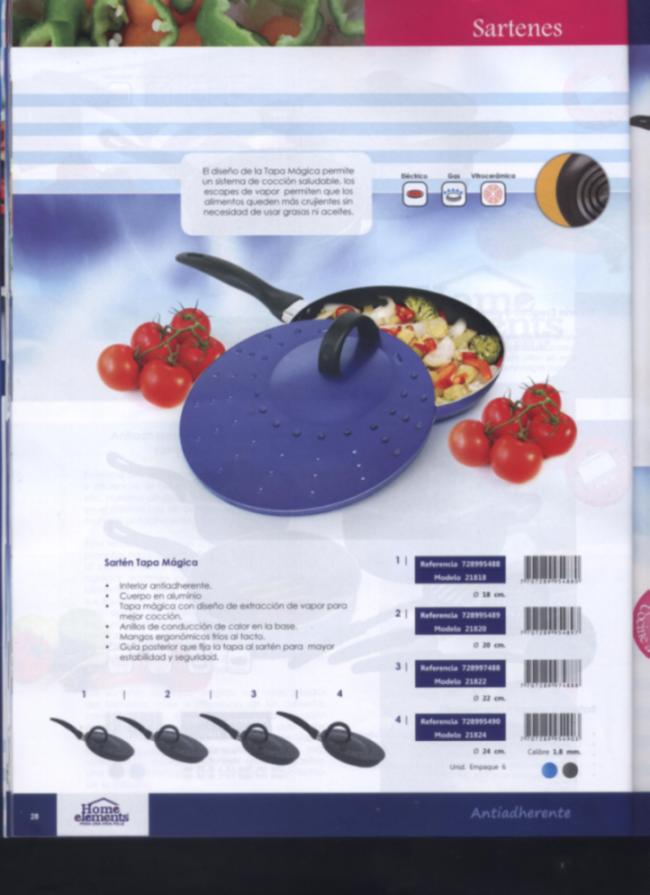 Sartenes
El diseño de la Tapa Mágica permite
un sistema de cocción saludable, los
escapes de vapor permiten que los
alimentos queden más crujientes sin
necesidad de usar grasas ni aceites.
Eléctrico Gas Vitrocerámica
Sartén Tapa Mágica
• Interior antiadherente.
• Cuerpo en aluminio
• Tapa mágica con diseño de extracción de vapor para
mejor cocción.
• Anillos de conducción de calor en la base.
• Mangos ergonómicos fríos al tacto.
• Guía posterior que fija la tapa al sartén para mayor
estabilidad y seguridad.
1 | 2 | 3 | 4
1 | Referencia 728995488
Modelo 21818
Ø 18 cm.
2 | Referencia 728995489
Modelo 21820
Ø 20 cm.
3 | Referencia 728997488
Modelo 21822
Ø 22 cm.
4 | Referencia 728995490
Modelo 21824
Ø 24 cm. Calibre 1,8 mm.
Unid. Empaque 6
28
Home
elements
Antiadherente